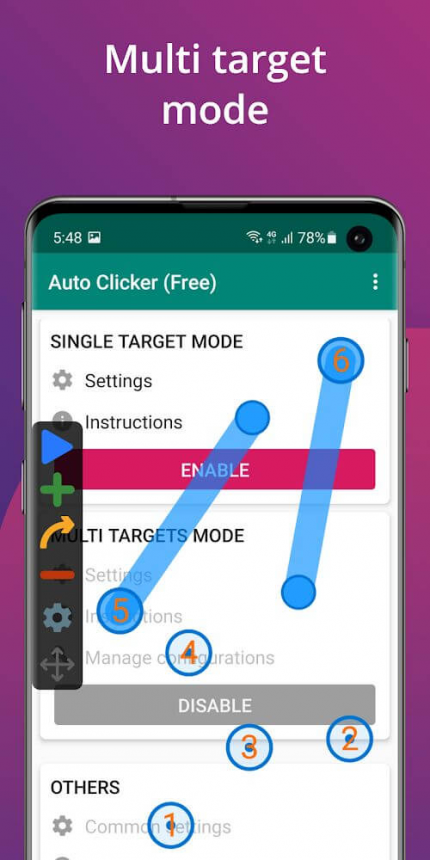 Multi target
mode
5:48
4G
78%
Auto Clicker (Free)
SINGLE TARGET MODE
6
Settings
Instructions
ENABLE
MULTI TARGETS MODE
Settings
5
Instructions
4
Manage configurations
DISABLE
3
2
OTHERS
1
Common settings